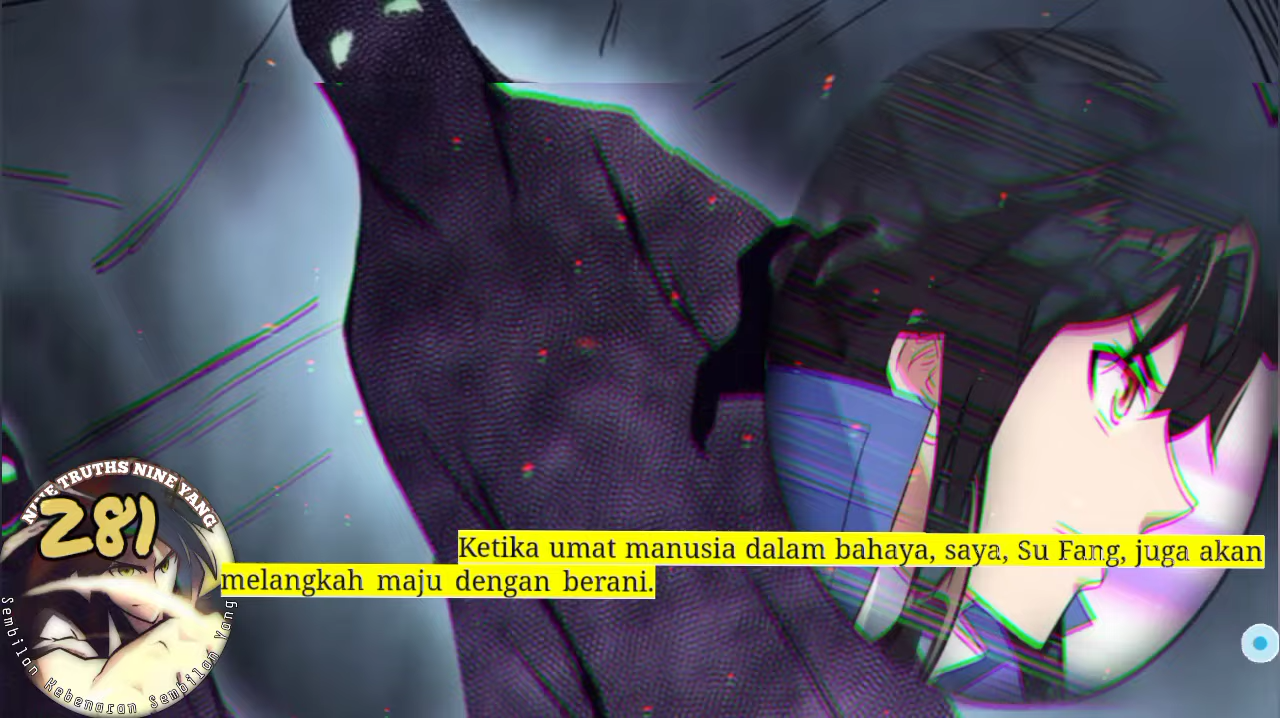 NINE TRUTHS NINE YANG
281
Ketika umat manusia dalam bahaya, saya, Su Fang, juga akan
melangkah maju dengan berani.
Sembilan Kebenaran Sembilan Yang